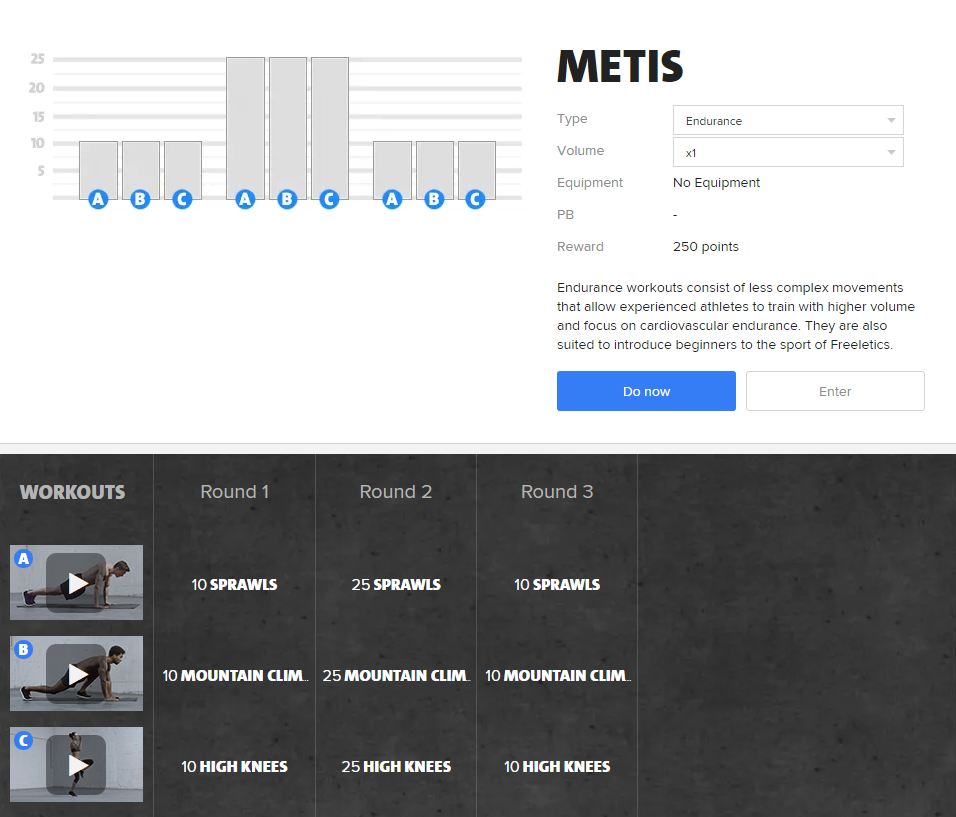 25
20
15
10
5
A B C A B C A B C
METIS
Type Endurance
Volume x1
Equipment No Equipment
PB -
Reward 250 points
Endurance workouts consist of less complex movements
that allow experienced athletes to train with higher volume
and focus on cardiovascular endurance. They are also
suited to introduce beginners to the sport of Freeletics.
Do now Enter
WORKOUTS Round 1 Round 2 Round 3
A
10 SPRAWLS 25 SPRAWLS 10 SPRAWLS
B
10 MOUNTAIN CLIM... 25 MOUNTAIN CLIM... 10 MOUNTAIN CLIM...
C
10 HIGH KNEES 25 HIGH KNEES 10 HIGH KNEES